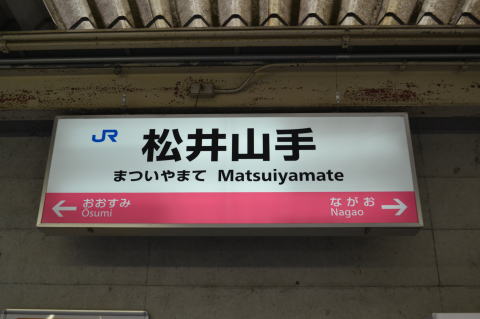 JR 松井山手
まついやまて Matsuiyamate
おおすみ ながお
Osumi Nagao